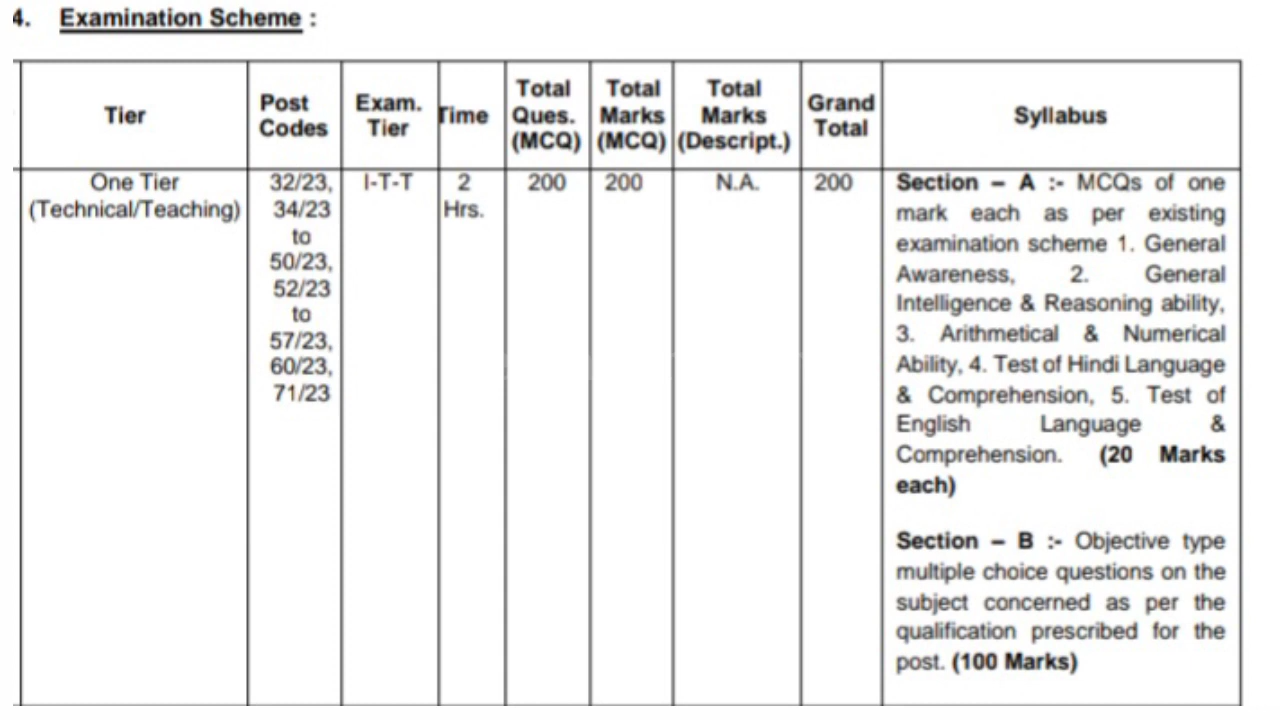 4. Examination Scheme :
Tier
Post
Codes
Exam.
Tier
Time
Total
Ques.
(MCQ)
Total
Marks
(MCQ)
Total
Marks
(Descript.)
Grand
Total
Syllabus
One Tier
(Technical/Teaching)
32/23,
34/23
to
50/23,
52/23
to
57/23,
60/23,
71/23
I-T-T
2
Hrs.
200
200
N.A.
200
Section – A :- MCQs of one
mark each as per existing
examination scheme 1. General
Awareness, 2. General
Intelligence & Reasoning ability,
3. Arithmetical & Numerical
Ability, 4. Test of Hindi Language
& Comprehension, 5. Test of
English Language &
Comprehension. (20 Marks
each)
Section – B :- Objective type
multiple choice questions on the
subject concerned as per the
qualification prescribed for the
post. (100 Marks)